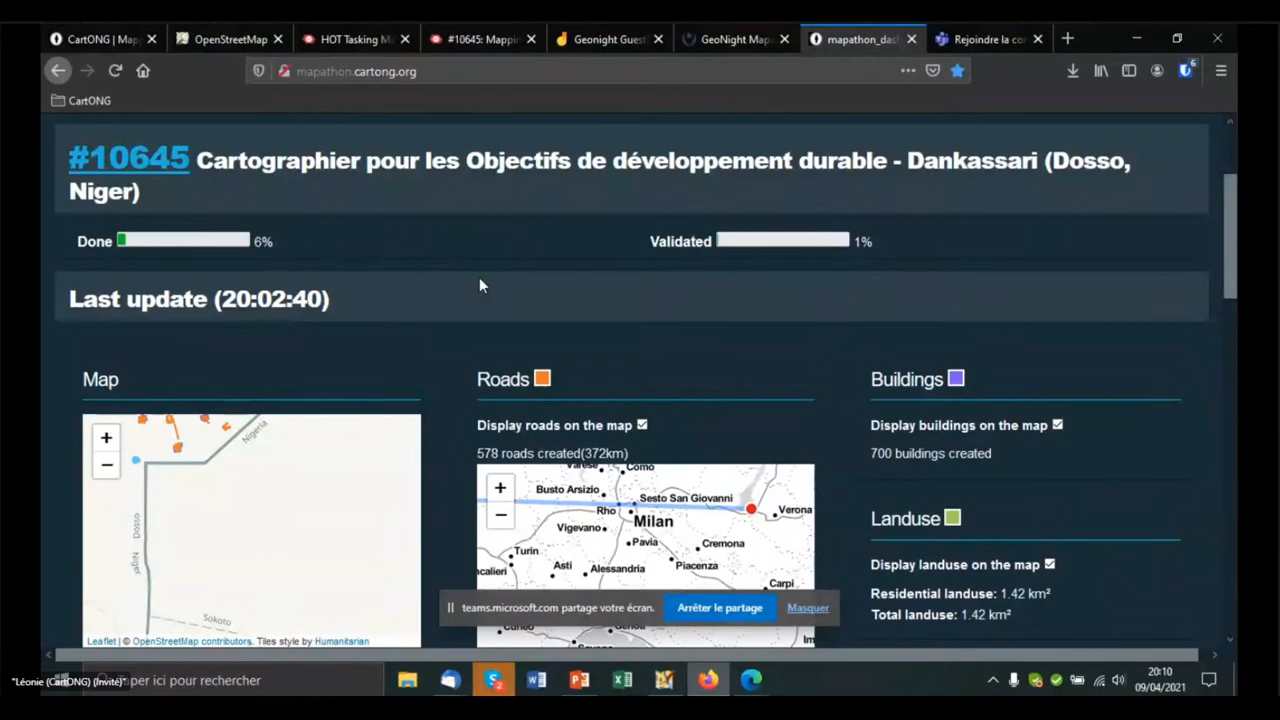 CartONG | Map
OpenStreetMap
HOT Tasking M
#10645: Mappin
Geonight Gues
GeoNight Map
mapathon_das
Rejoindre la co
mapathon.cartong.org
6
CartONG
#10645 Cartographier pour les Objectifs de développement durable - Dankassari (Dosso,
Niger)
Done 6%
Validated 1%
Last update (20:02:40)
Map
+
−
Nigeria
Dosso
Niger
Sokoto
Leaflet | © OpenStreetMap contributors. Tiles style by Humanitarian
Roads
Display roads on the map
578 roads created(372km)
+
−
Varese
Como
Busto Arsizio
Sesto San Giovanni
Rho
Milan
Verona
Vigevano
Pavia
Cremona
Turin
Piacenza
Asti
Alessandria
ncalieri
Carpi
Cuneo
Buildings
Display buildings on the map
700 buildings created
Landuse
Display landuse on the map
Residential landuse: 1.42 km²
Total landuse: 1.42 km²
teams.microsoft.com partage votre écran.
Arrêter le partage
Masquer
"Léonie (CartONG) (Invité)"
aper ici pour rechercher
2
20:10
09/04/2021